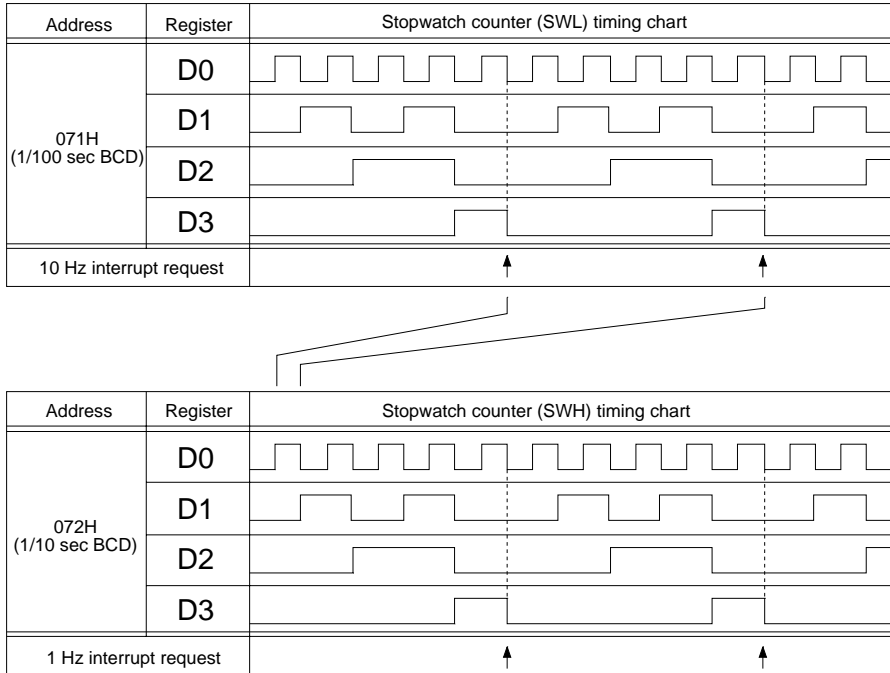 Address Register Stopwatch counter (SWL) timing chart
071H
(1/100 sec BCD)
D0
D1
D2
D3
10 Hz interrupt request
Address Register Stopwatch counter (SWH) timing chart
072H
(1/10 sec BCD)
D0
D1
D2
D3
1 Hz interrupt request